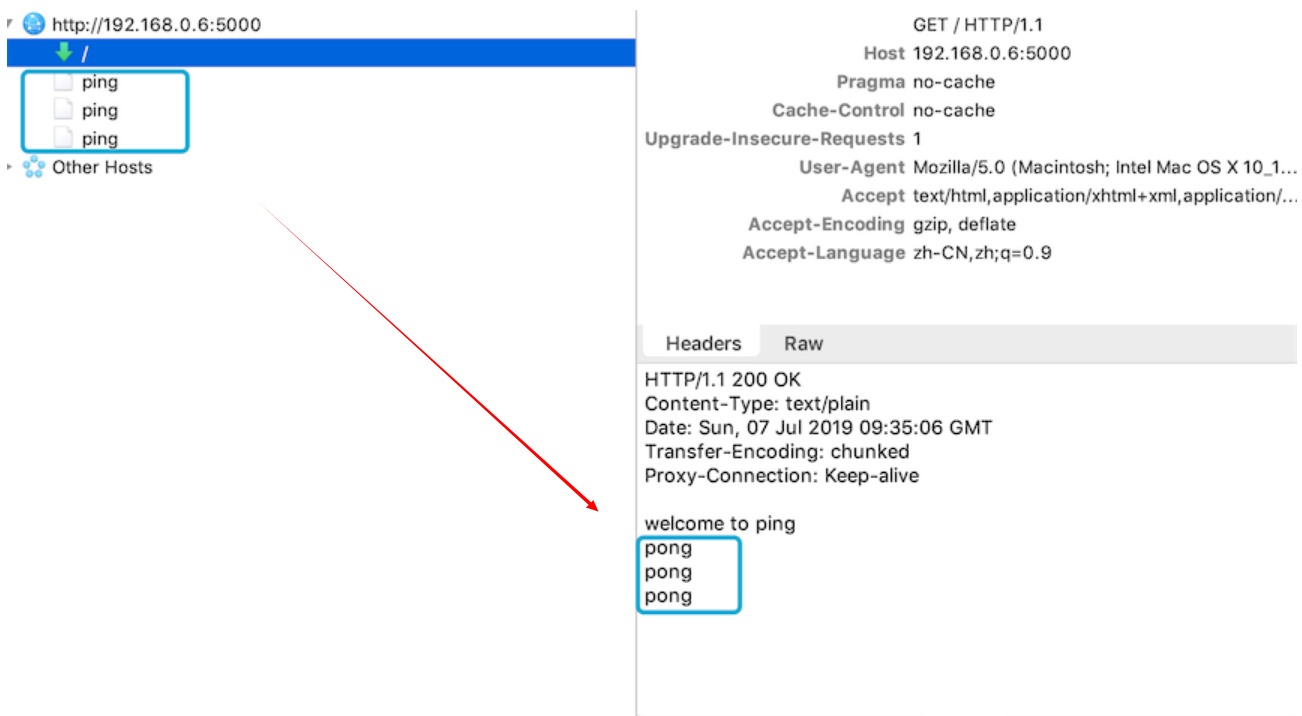 http://192.168.0.6:5000
/
ping
ping
ping
Other Hosts
GET / HTTP/1.1
Host 192.168.0.6:5000
Pragma no-cache
Cache-Control no-cache
Upgrade-Insecure-Requests 1
User-Agent Mozilla/5.0 (Macintosh; Intel Mac OS X 10_1...
Accept text/html,application/xhtml+xml,application/...
Accept-Encoding gzip, deflate
Accept-Language zh-CN,zh;q=0.9
Headers Raw
HTTP/1.1 200 OK
Content-Type: text/plain
Date: Sun, 07 Jul 2019 09:35:06 GMT
Transfer-Encoding: chunked
Proxy-Connection: Keep-alive
welcome to ping
pong
pong
pong